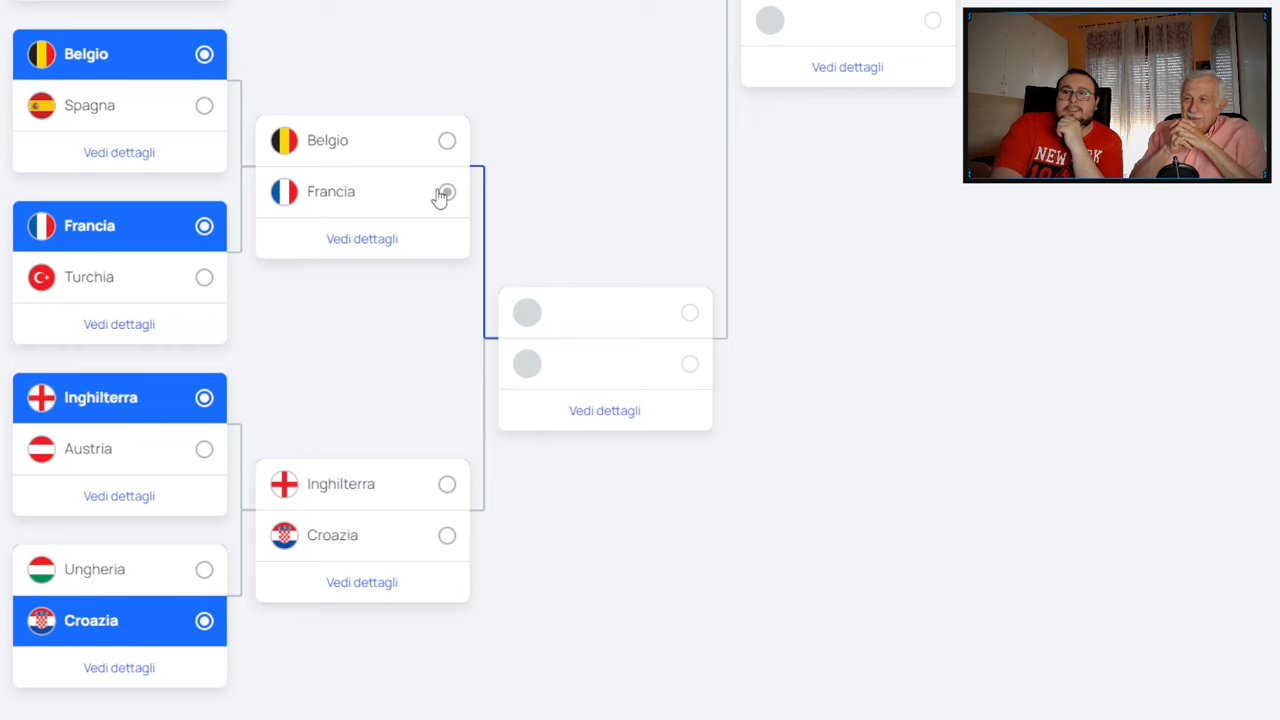 Belgio
Spagna
Vedi dettagli
Francia
Turchia
Vedi dettagli
Inghilterra
Austria
Vedi dettagli
Ungheria
Croazia
Vedi dettagli
Belgio
Francia
Vedi dettagli
Inghilterra
Croazia
Vedi dettagli
Vedi dettagli
Vedi dettagli
NEW YORK